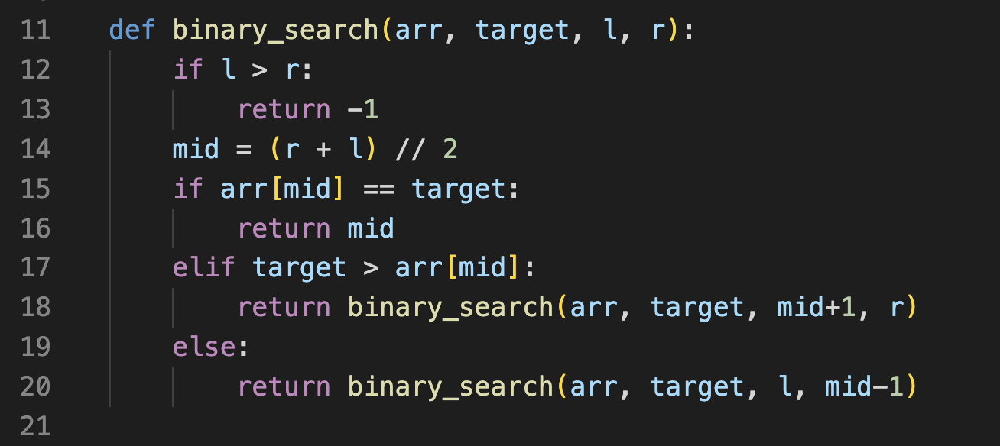 11 def binary_search(arr, target, l, r):
12     if l > r:
13         return -1
14     mid = (r + l) // 2
15     if arr[mid] == target:
16         return mid
17     elif target > arr[mid]:
18         return binary_search(arr, target, mid+1, r)
19     else:
20         return binary_search(arr, target, l, mid-1)
21